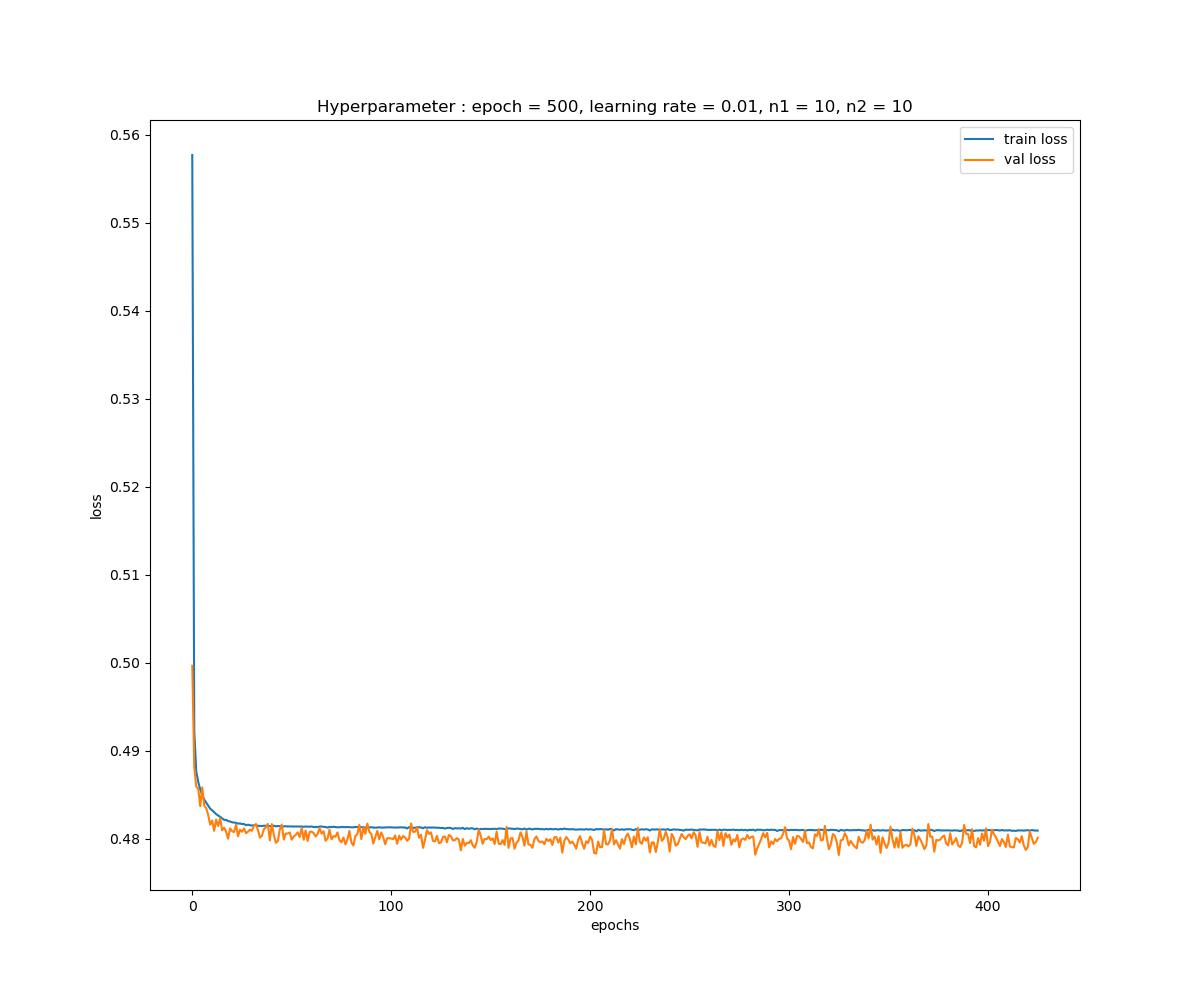 Hyperparameter : epoch = 500, learning rate = 0.01, n1 = 10, n2 = 10
train loss
val loss
0.56
0.55
0.54
0.53
0.52
0.51
0.50
0.49
0.48
loss
0 100 200 300 400
epochs